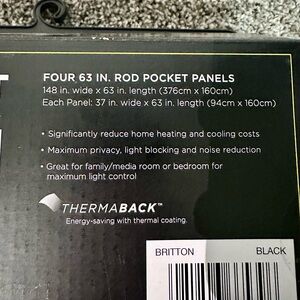 FOUR 63 IN. ROD POCKET PANELS
148 in. wide x 63 in. length (376cm x 160cm)
Each Panel: 37 in. wide x 63 in. length (94cm x 160cm)
• Significantly reduce home heating and cooling costs
• Maximum privacy, light blocking and noise reduction
• Great for family/media room or bedroom for
maximum light control
THERMABACK™
Energy-saving with thermal coating.
BRITTON BLACK